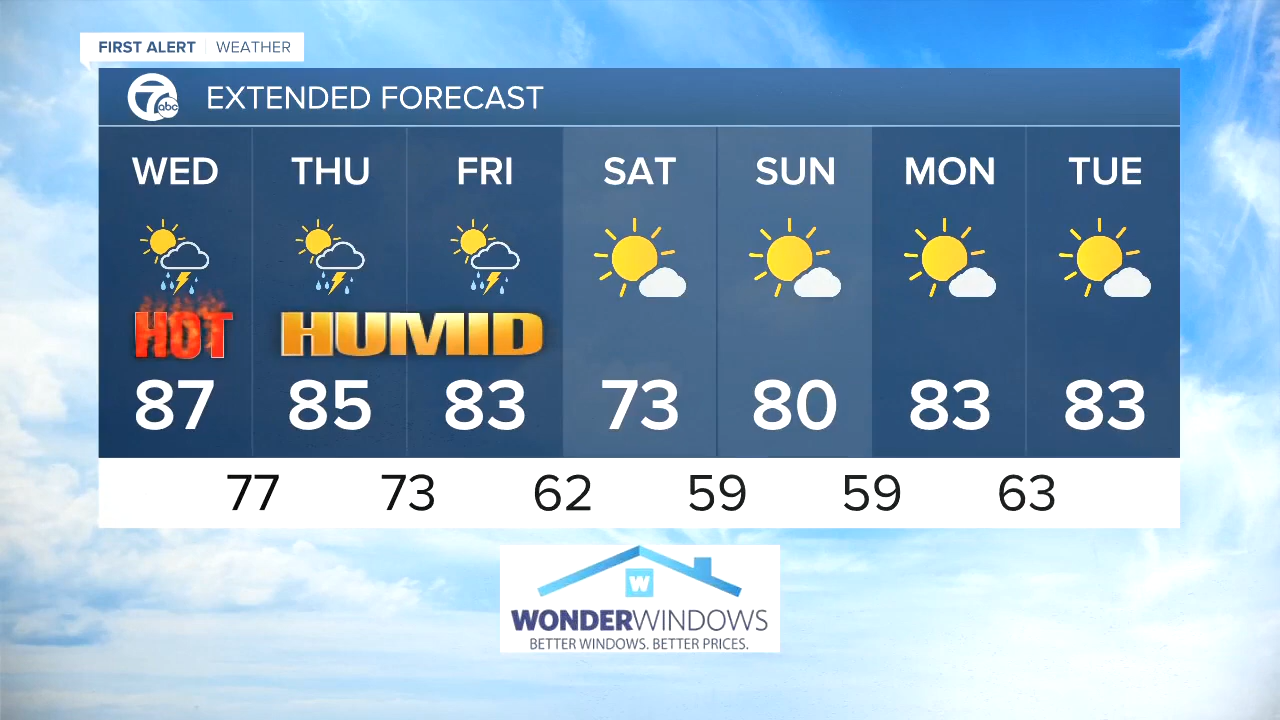 FIRST ALERT WEATHER
7 abc EXTENDED FORECAST
WED THU FRI SAT SUN MON TUE
HOT HUMID
87 85 83 73 80 83 83
77 73 62 59 59 63
W
WONDERWINDOWS
BETTER WINDOWS. BETTER PRICES.